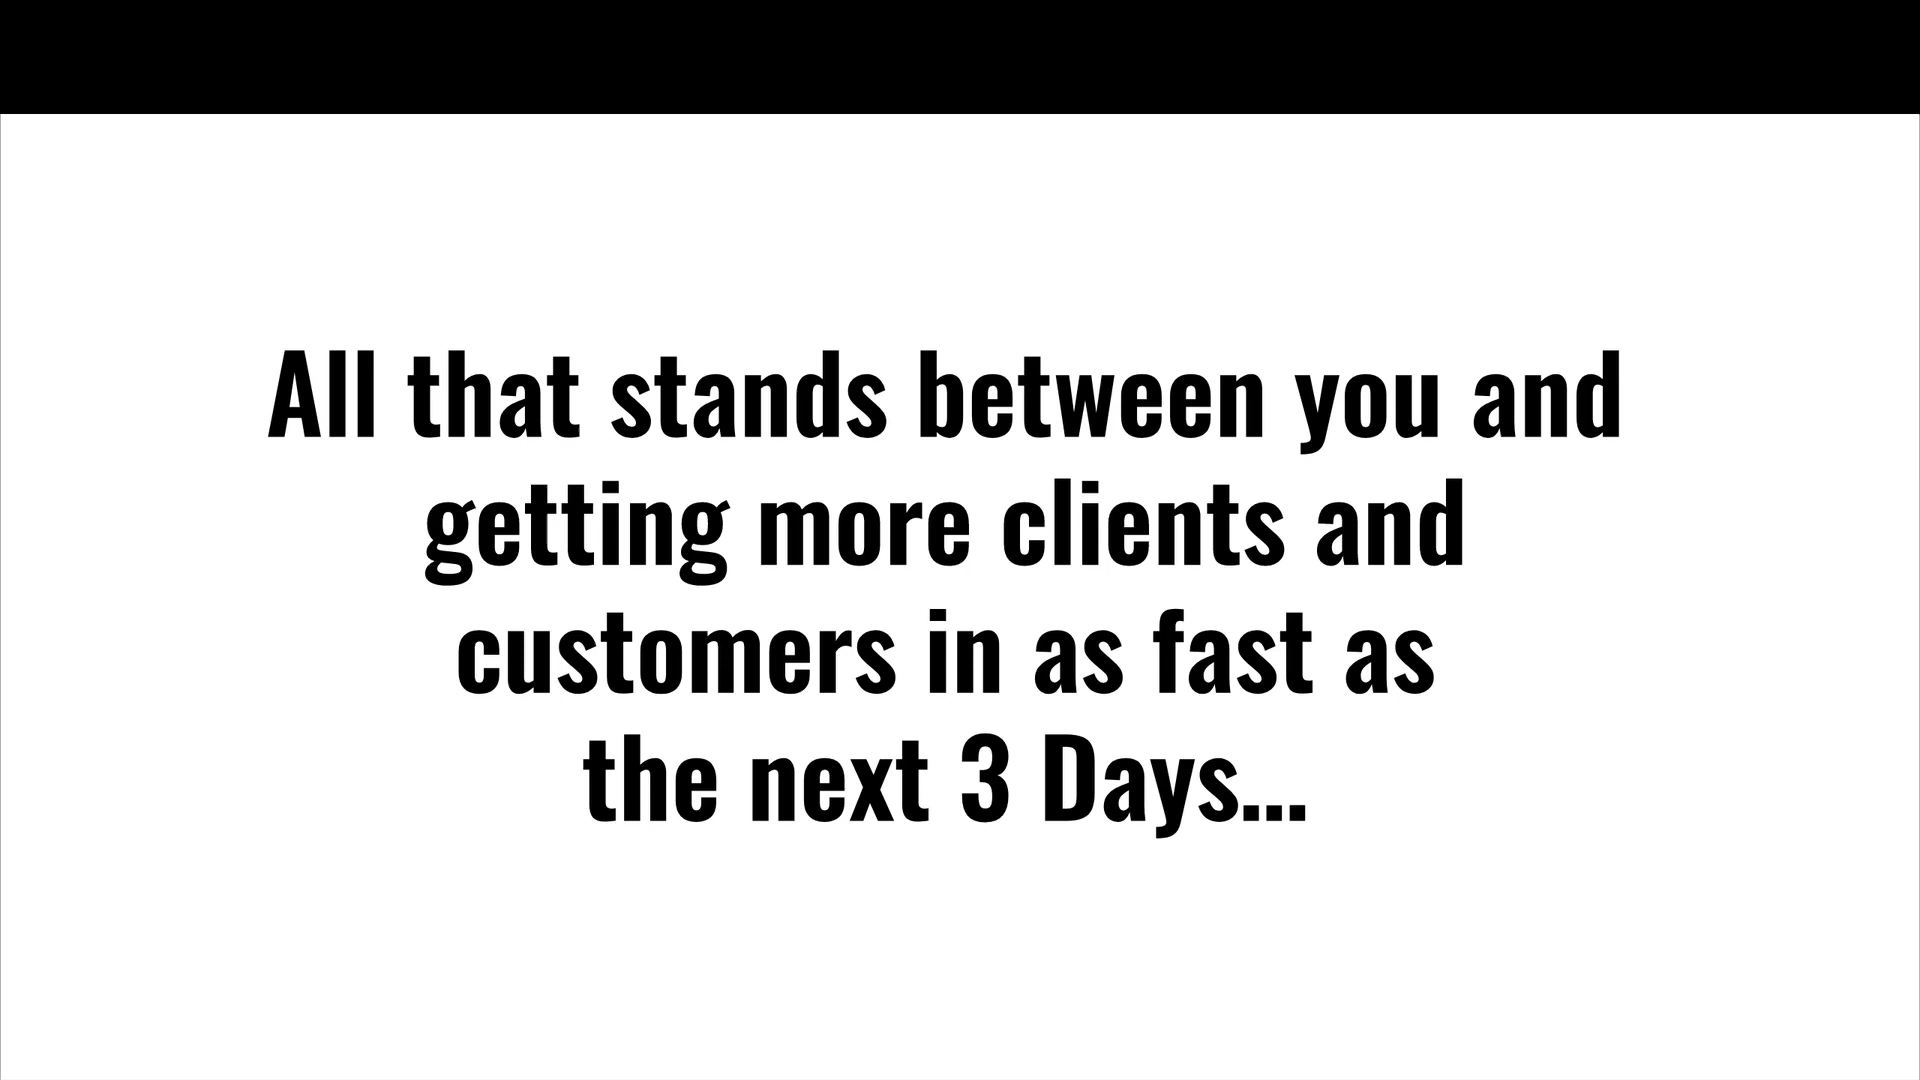 All that stands between you and
getting more clients and
customers in as fast as
the next 3 Days...